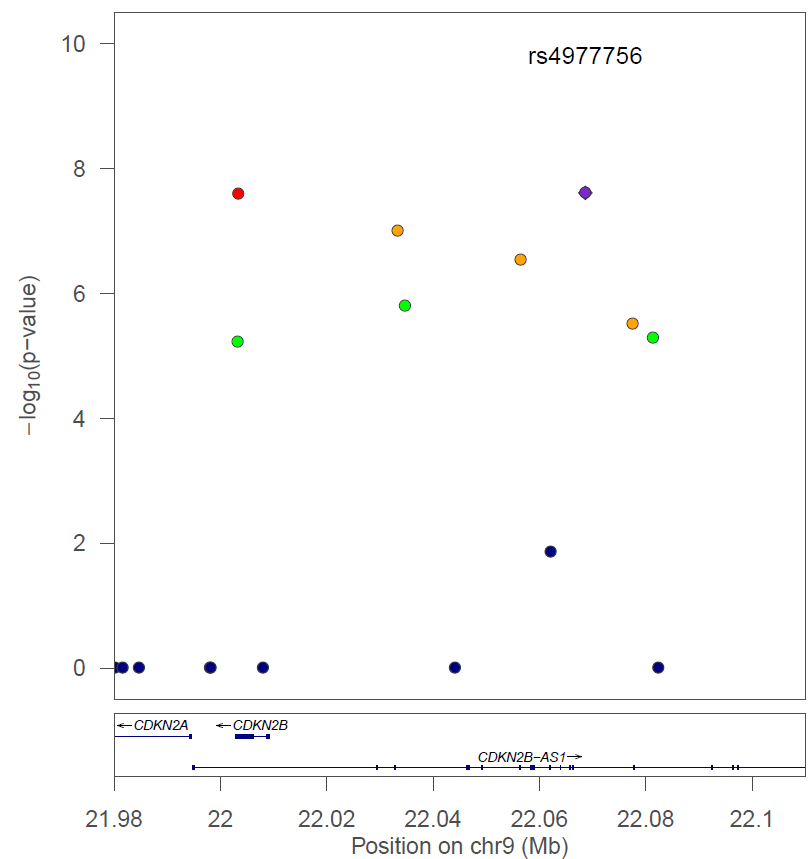 rs4977756
10
8
6
4
2
0
−log10(p−value)
←CDKN2A
←CDKN2B
CDKN2B−AS1→
21.98 22 22.02 22.04 22.06 22.08 22.1
Position on chr9 (Mb)